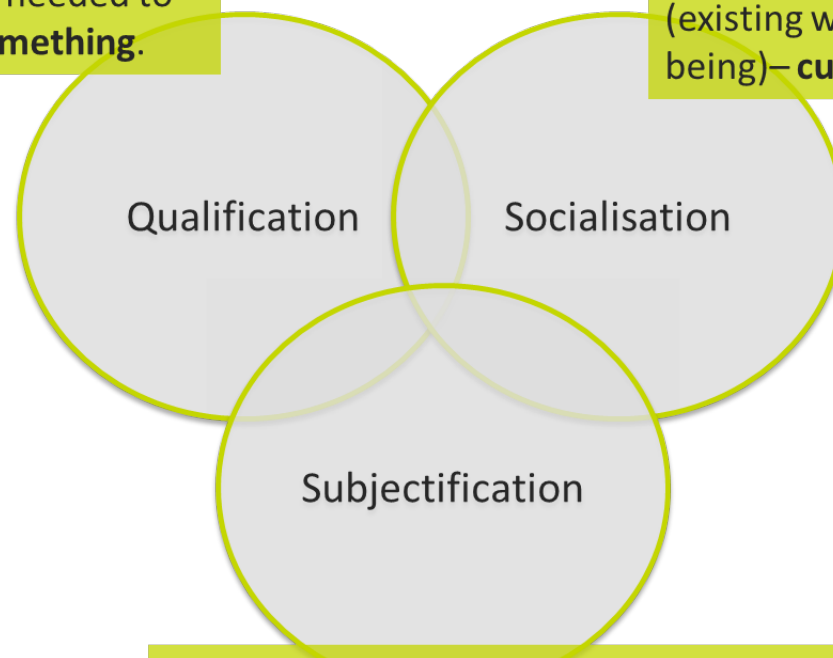 needed to
mething.
(existing w
being)– cu
Qualification
Socialisation
Subjectification